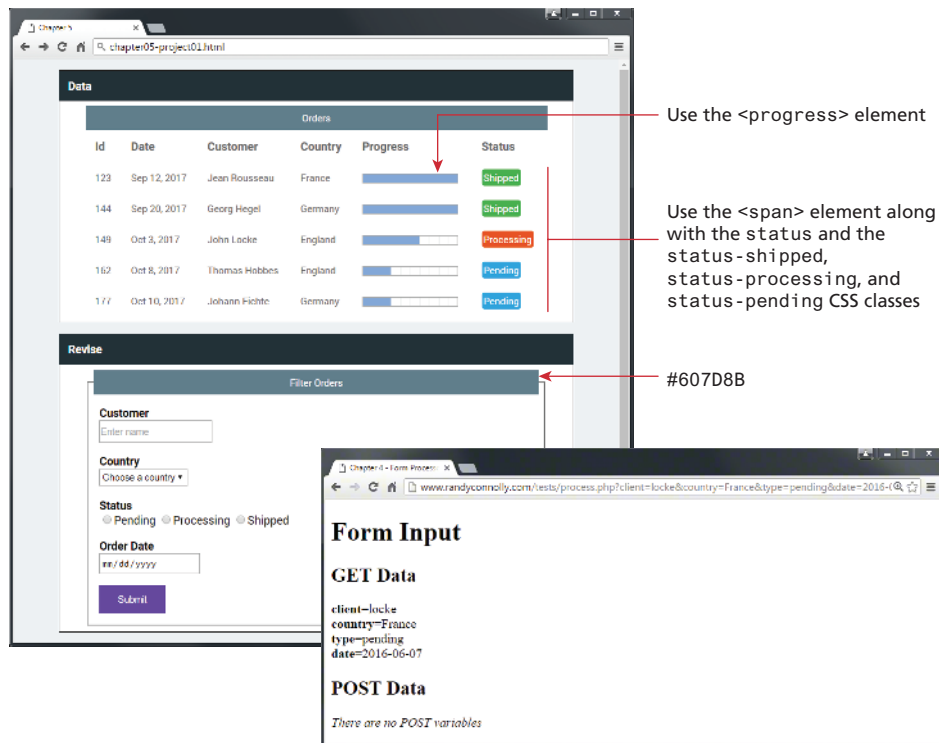 Chapter 5
chapter05-project01.html
Data
Orders
Id Date Customer Country Progress Status
123 Sep 12, 2017 Jean Rousseau France Shipped
144 Sep 20, 2017 Georg Hegel Germany Shipped
149 Oct 3, 2017 John Locke England Processing
162 Oct 8, 2017 Thomas Hobbes England Pending
177 Oct 10, 2017 Johann Fichte Germany Pending
Use the <progress> element
Use the <span> element along
with the status and the
status-shipped,
status-processing, and
status-pending CSS classes
Revise
Filter Orders
#607D8B
Customer
Enter name
Country
Choose a country
Status
Pending Processing Shipped
Order Date
mm/dd/yyyy
Submit
Chapter 4 - Form Process
www.randyconnolly.com/tests/process.php?client=locke&country=France&type=pending&date=2016-
Form Input
GET Data
client=locke
country=France
type=pending
date=2016-06-07
POST Data
There are no POST variables